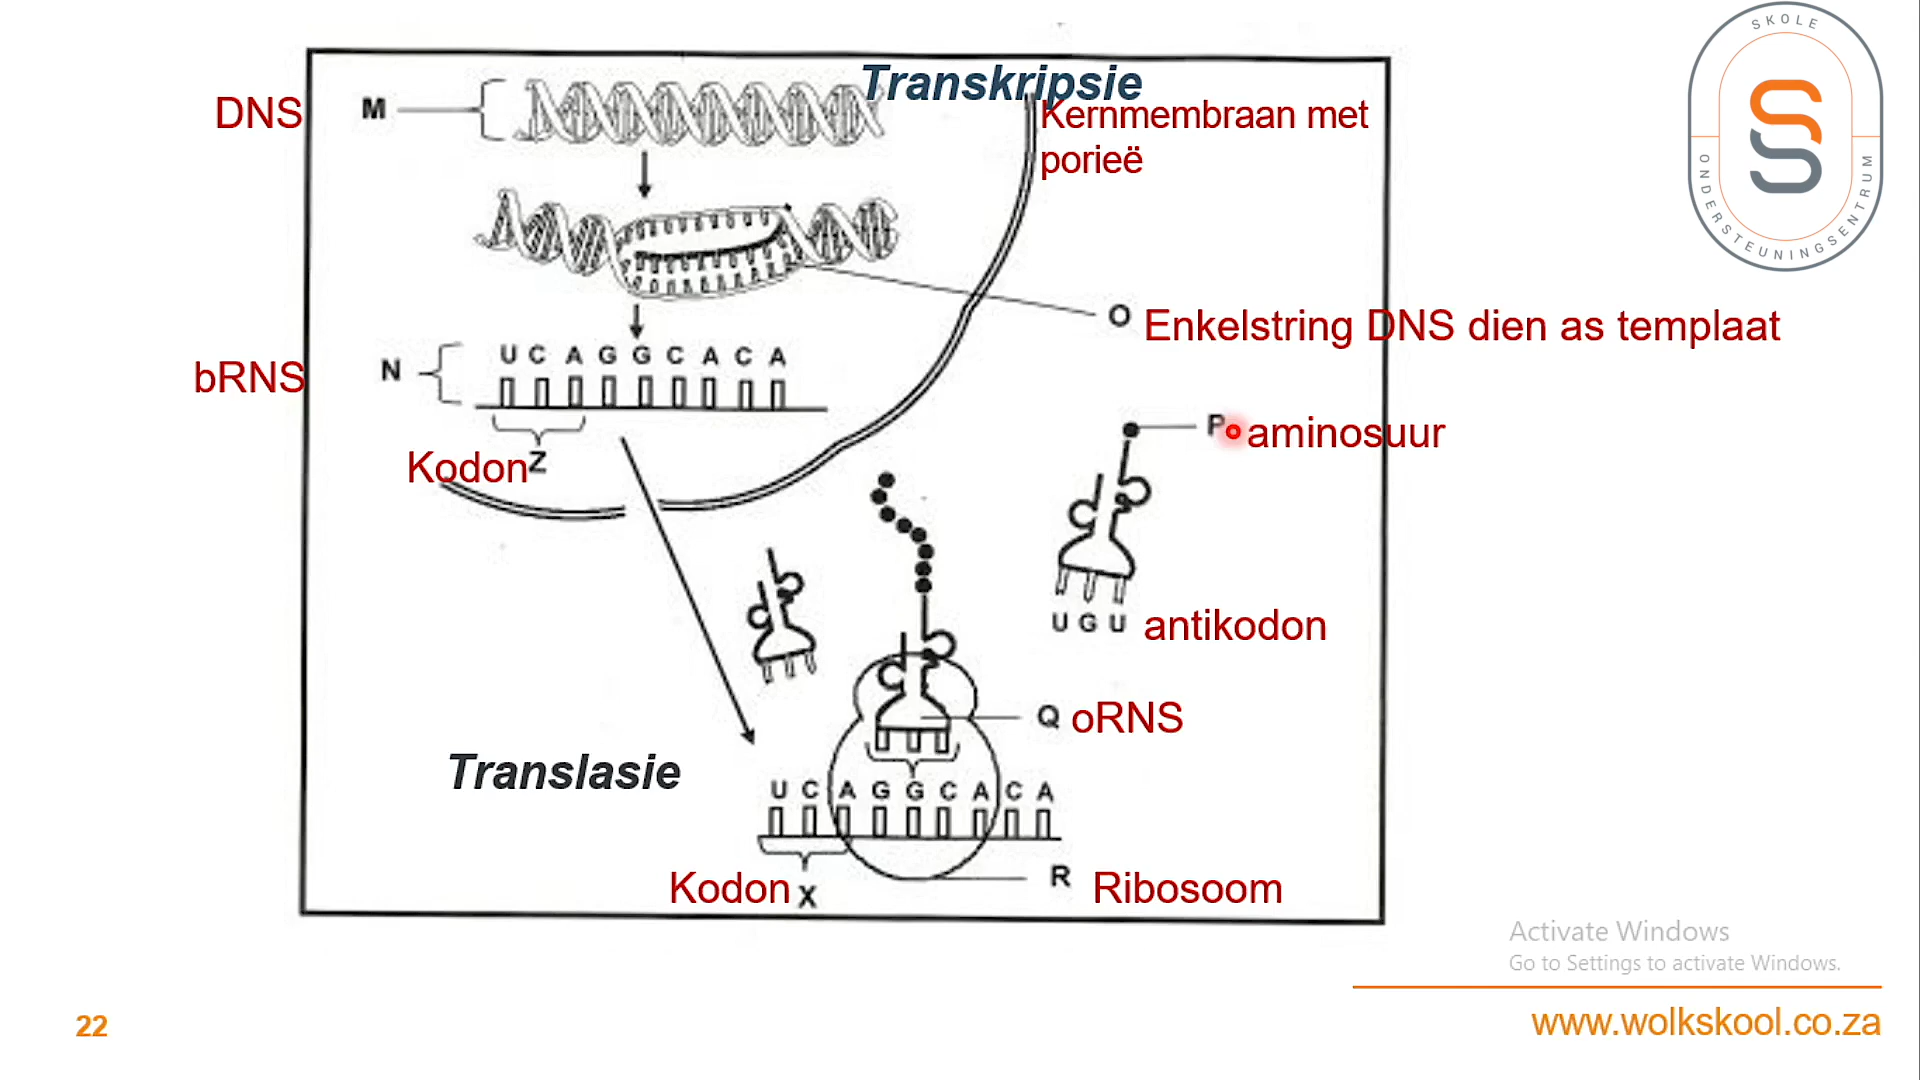 Transkripsie
DNS
M
Kernmembraan met
porieë
SKOLE
ONDERSTEUNINGSENTRUM
O
Enkelstring DNS dien as templaat
bRNS
N
U C A G G C A C A
P
aminosuur
Kodon
Z
U G U
antikodon
Q
oRNS
Translasie
U C A G G C A C A
Kodon
X
R
Ribosoom
Activate Windows
Go to Settings to activate Windows.
22
www.wolkskool.co.za